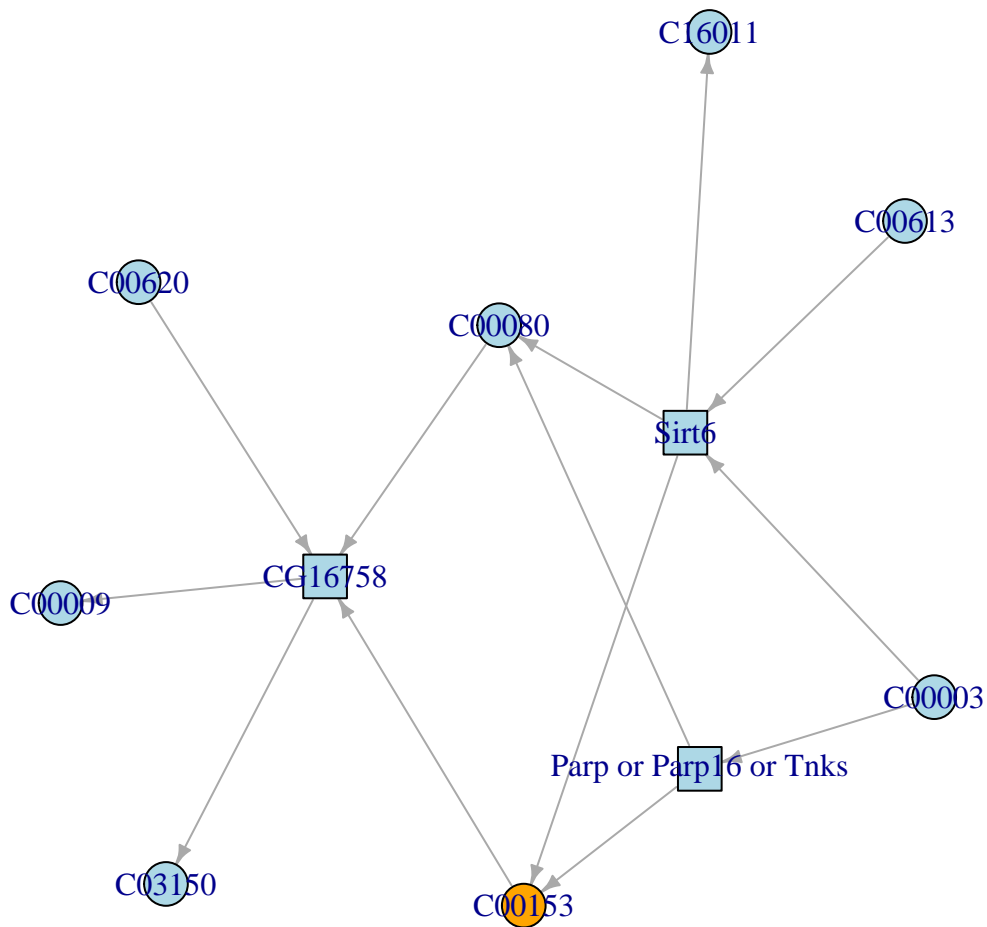 C16011
C00613
C00620
C00080
Sirt6
CG16758
C00009
C00003
Parp or Parp16 or Tnks
C03150
C00153